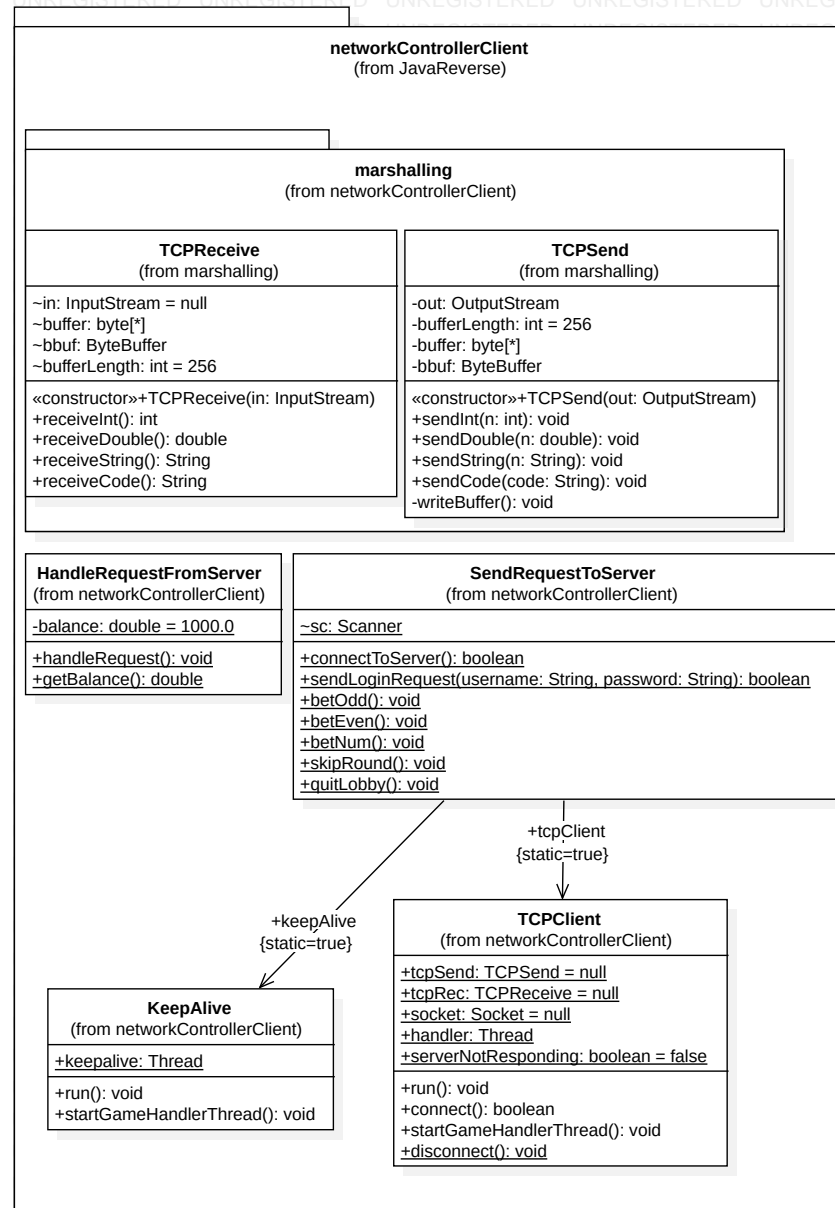 UNREGISTERED UNREGISTERED UNREGISTERED UNREGISTERED
UNREGISTERED UNREGISTERED
networkControllerClient
(from JavaReverse)
marshalling
(from networkControllerClient)
TCPReceive
(from marshalling)
~in: InputStream = null
~buffer: byte[*]
~bbuf: ByteBuffer
~bufferLength: int = 256
«constructor»+TCPReceive(in: InputStream)
+receiveInt(): int
+receiveDouble(): double
+receiveString(): String
+receiveCode(): String
TCPSend
(from marshalling)
-out: OutputStream
-bufferLength: int = 256
-buffer: byte[*]
-bbuf: ByteBuffer
«constructor»+TCPSend(out: OutputStream)
+sendInt(n: int): void
+sendDouble(n: double): void
+sendString(n: String): void
+sendCode(code: String): void
-writeBuffer(): void
HandleRequestFromServer
(from networkControllerClient)
-balance: double = 1000.0
+handleRequest(): void
+getBalance(): double
SendRequestToServer
(from networkControllerClient)
~sc: Scanner
+connectToServer(): boolean
+sendLoginRequest(username: String, password: String): boolean
+betOdd(): void
+betEven(): void
+betNum(): void
+skipRound(): void
+quitLobby(): void
+tcpClient
{static=true}
+keepAlive
{static=true}
TCPClient
(from networkControllerClient)
+tcpSend: TCPSend = null
+tcpRec: TCPReceive = null
+socket: Socket = null
+handler: Thread
+serverNotResponding: boolean = false
+run(): void
+connect(): boolean
+startGameHandlerThread(): void
+disconnect(): void
KeepAlive
(from networkControllerClient)
+keepalive: Thread
+run(): void
+startGameHandlerThread(): void